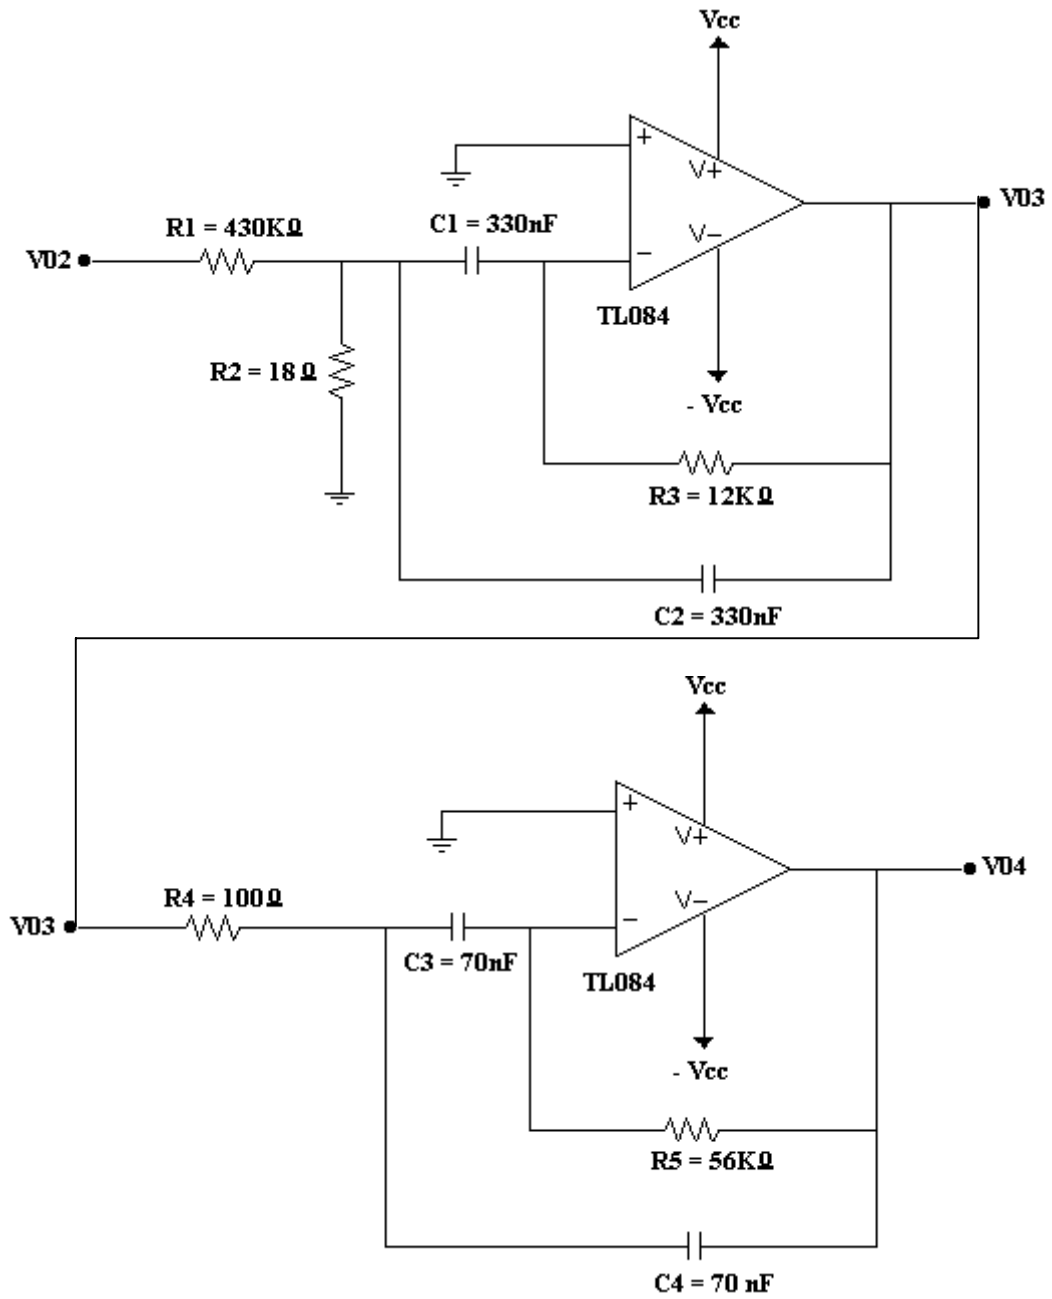 Vcc
+
V+
V03
C1 = 330nF
R1 = 430KΩ
V-
V02
-
TL084
R2 = 18Ω
- Vcc
R3 = 12KΩ
C2 = 330nF
Vcc
+
V+
V04
R4 = 100Ω
V-
V03
-
C3 = 70nF
TL084
- Vcc
R5 = 56KΩ
C4 = 70 nF